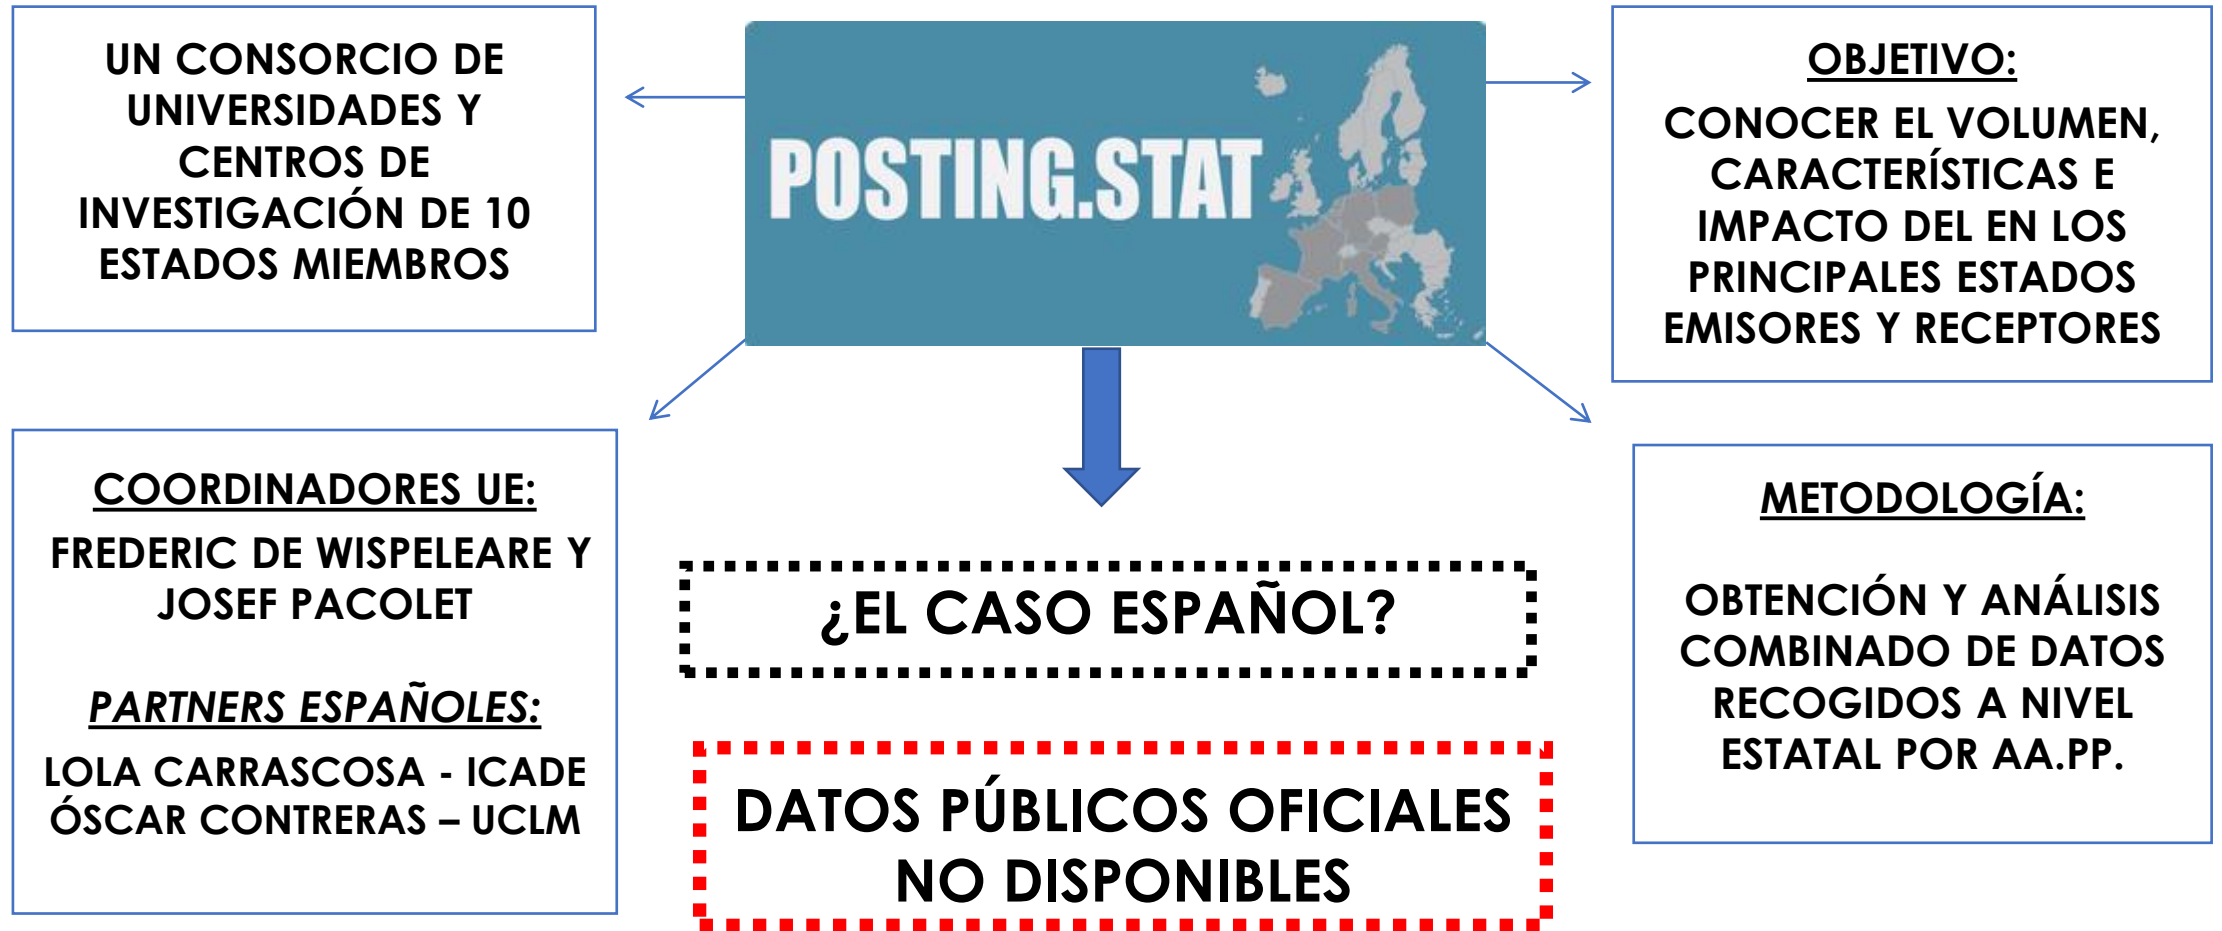 UN CONSORCIO DE
UNIVERSIDADES Y
CENTROS DE
INVESTIGACIÓN DE 10
ESTADOS MIEMBROS
POSTING.STAT
OBJETIVO:
CONOCER EL VOLUMEN,
CARACTERÍSTICAS E
IMPACTO DEL EN LOS
PRINCIPALES ESTADOS
EMISORES Y RECEPTORES
COORDINADORES UE:
FREDERIC DE WISPELEARE Y
JOSEF PACOLET
PARTNERS ESPAÑOLES:
LOLA CARRASCOSA - ICADE
ÓSCAR CONTRERAS – UCLM
¿EL CASO ESPAÑOL?
DATOS PÚBLICOS OFICIALES
NO DISPONIBLES
METODOLOGÍA:
OBTENCIÓN Y ANÁLISIS
COMBINADO DE DATOS
RECOGIDOS A NIVEL
ESTATAL POR AA.PP.